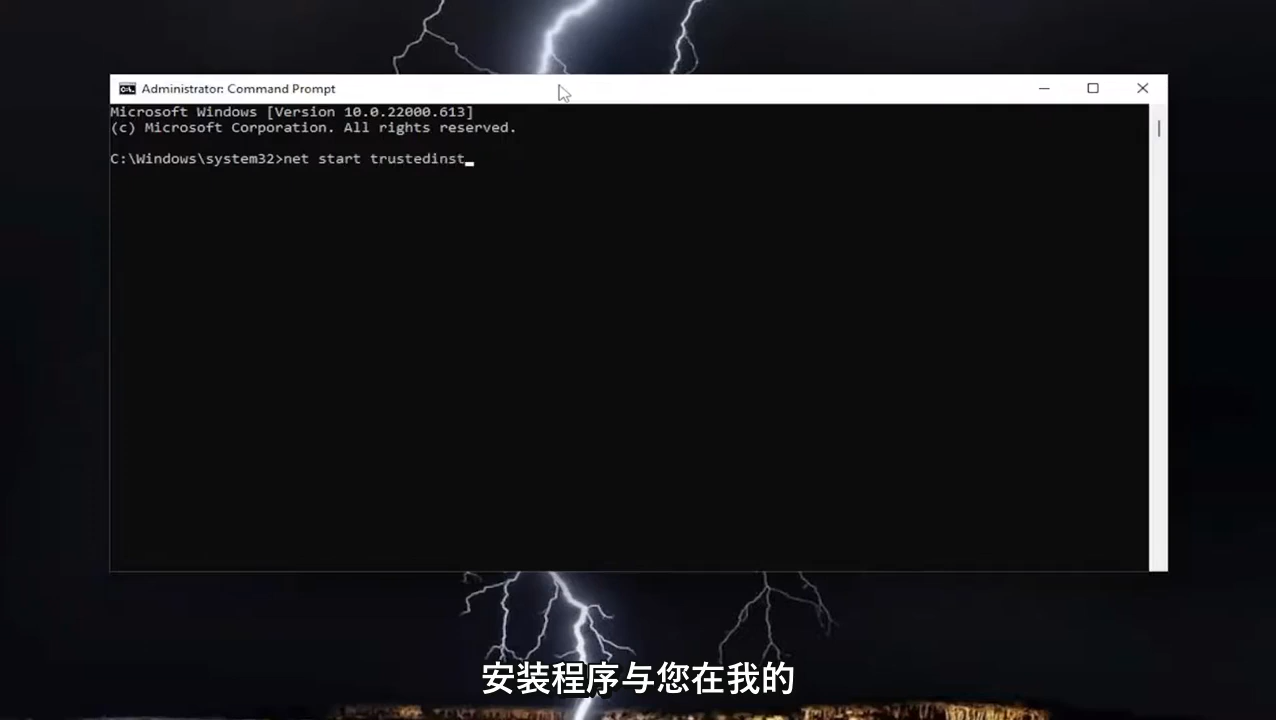 Administrator: Command Prompt
Microsoft Windows [Version 10.0.22000.613]
(c) Microsoft Corporation. All rights reserved.
C:\Windows\system32>net start trustedinst
安装程序与您在我的